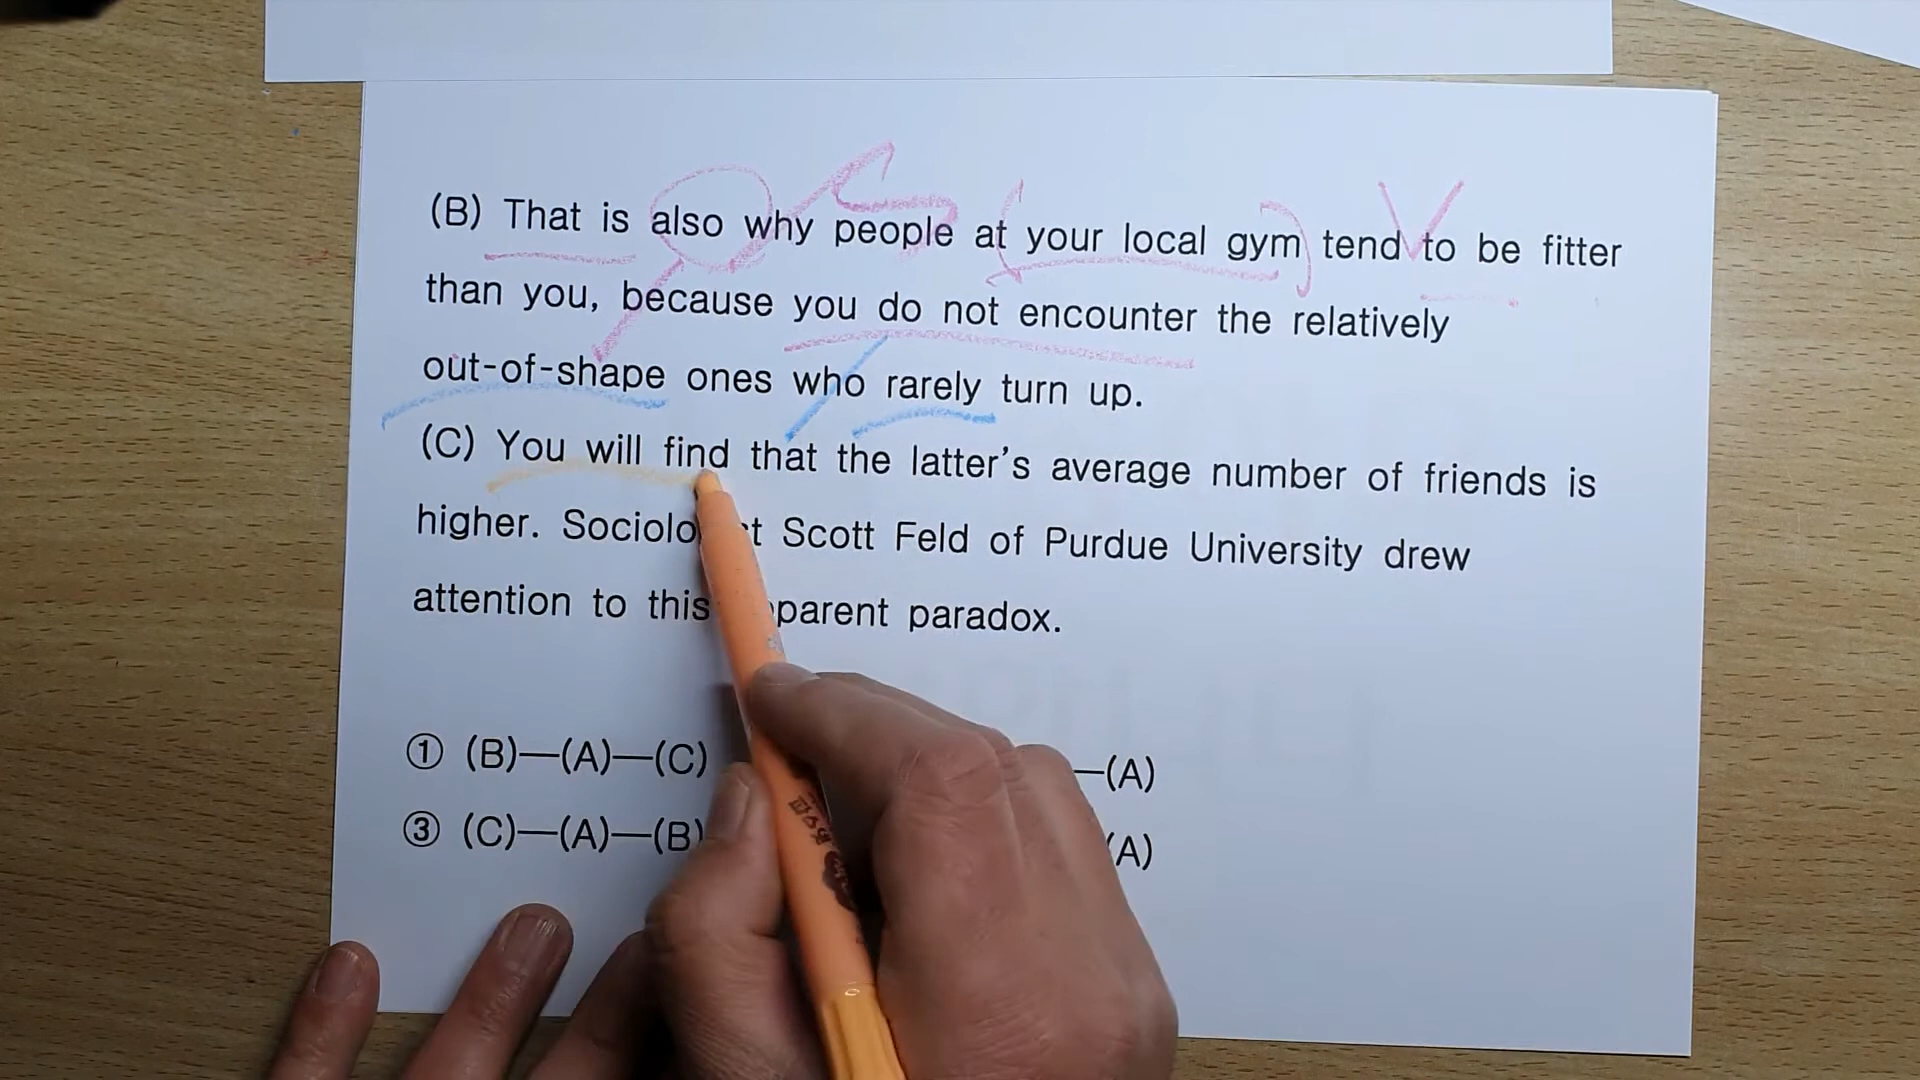 (B) That is also why people at your local gym tend to be fitter
than you, because you do not encounter the relatively
out-of-shape ones who rarely turn up.
(C) You will find that the latter's average number of friends is
higher. Scott Feld of Purdue University drew
attention to this paradox.
① (B)—(A)—(C) —(A)
③ (C)—(A)—(B) (A)